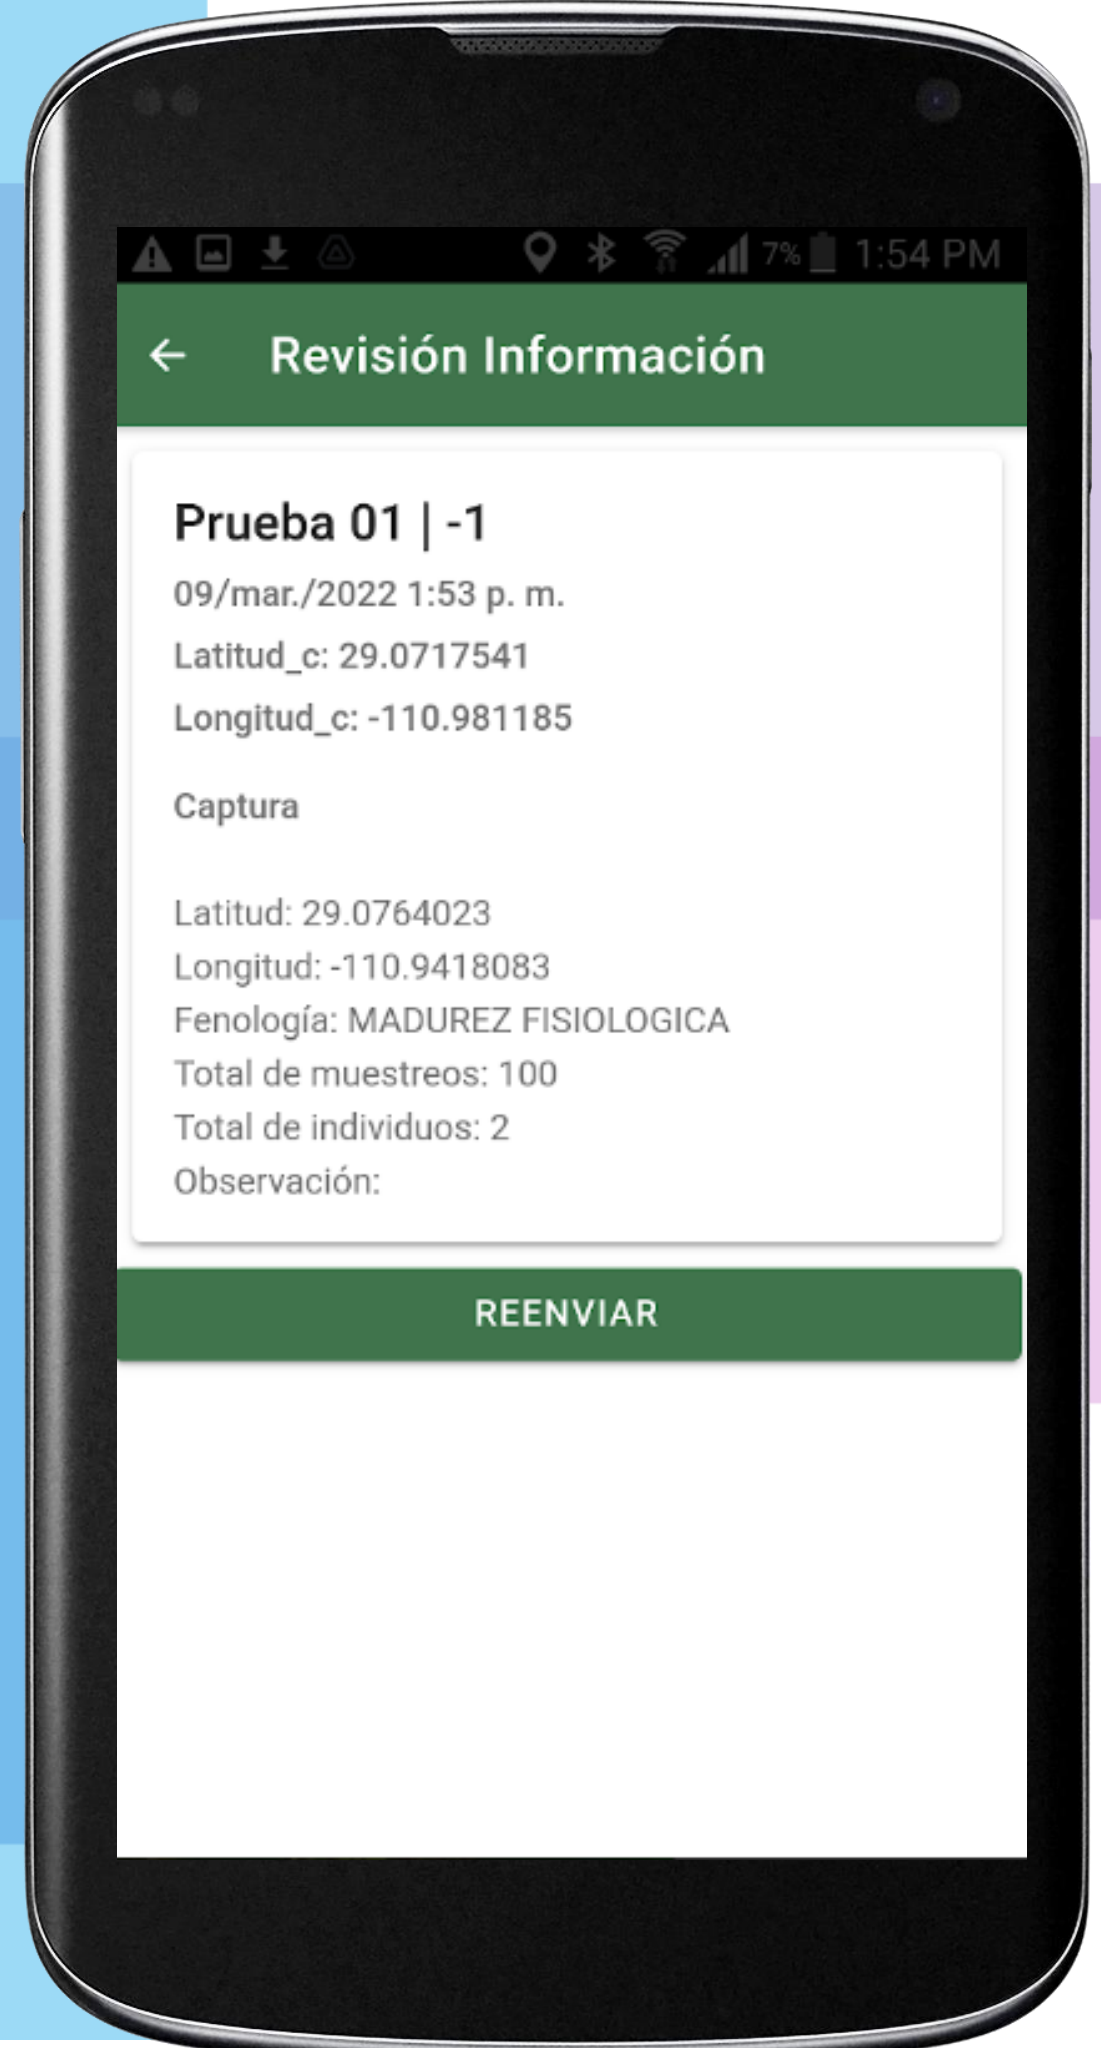 7% 1:54 PM
Revisión Información
Prueba 01 | -1
09/mar./2022 1:53 p. m.
Latitud_c: 29.0717541
Longitud_c: -110.981185
Captura
Latitud: 29.0764023
Longitud: -110.9418083
Fenología: MADUREZ FISIOLOGICA
Total de muestreos: 100
Total de individuos: 2
Observación:
REENVIAR